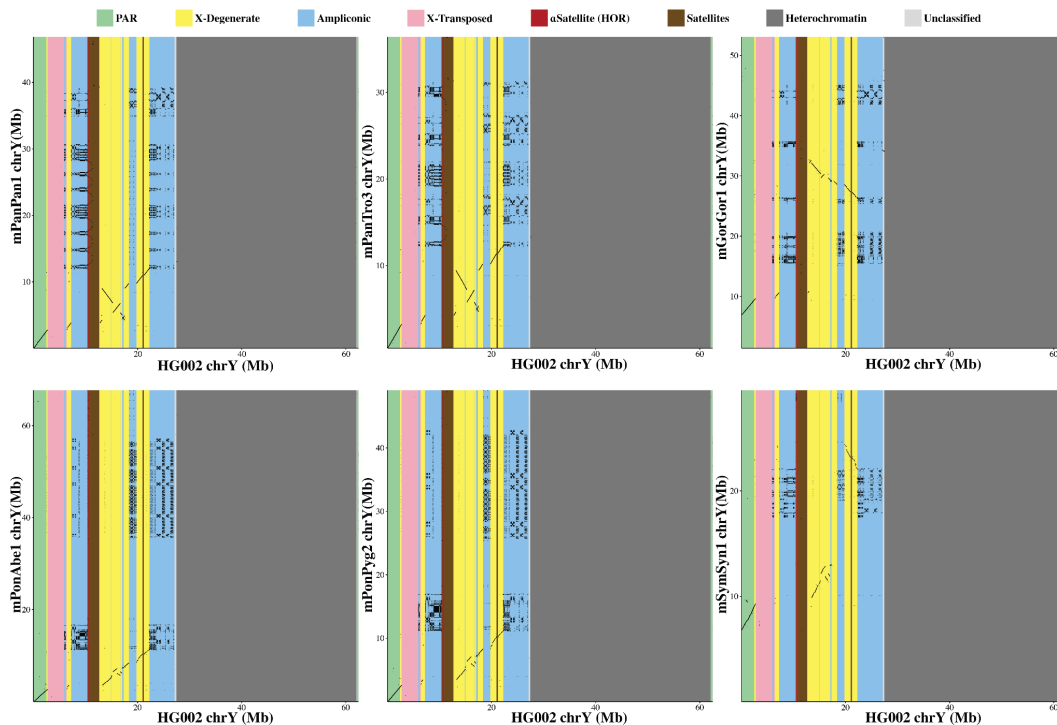 PAR X-Degenerate Ampliconic X-Transposed αSatellite (HOR) Satellites Heterochromatin Unclassified
mPanPan1 chrY(Mb)
40
30
20
10
20 40 60
HG002 chrY (Mb)
mPanTro3 chrY(Mb)
30
20
10
20 40 60
HG002 chrY (Mb)
mGorGor1 chrY(Mb)
50
40
30
20
10
20 40 60
HG002 chrY (Mb)
mPonAbe1 chrY(Mb)
60
40
20
20 40 60
HG002 chrY (Mb)
mPonPyg2 chrY(Mb)
40
30
20
10
20 40 60
HG002 chrY (Mb)
mSymSyn1 chrY(Mb)
20
10
20 40 60
HG002 chrY (Mb)